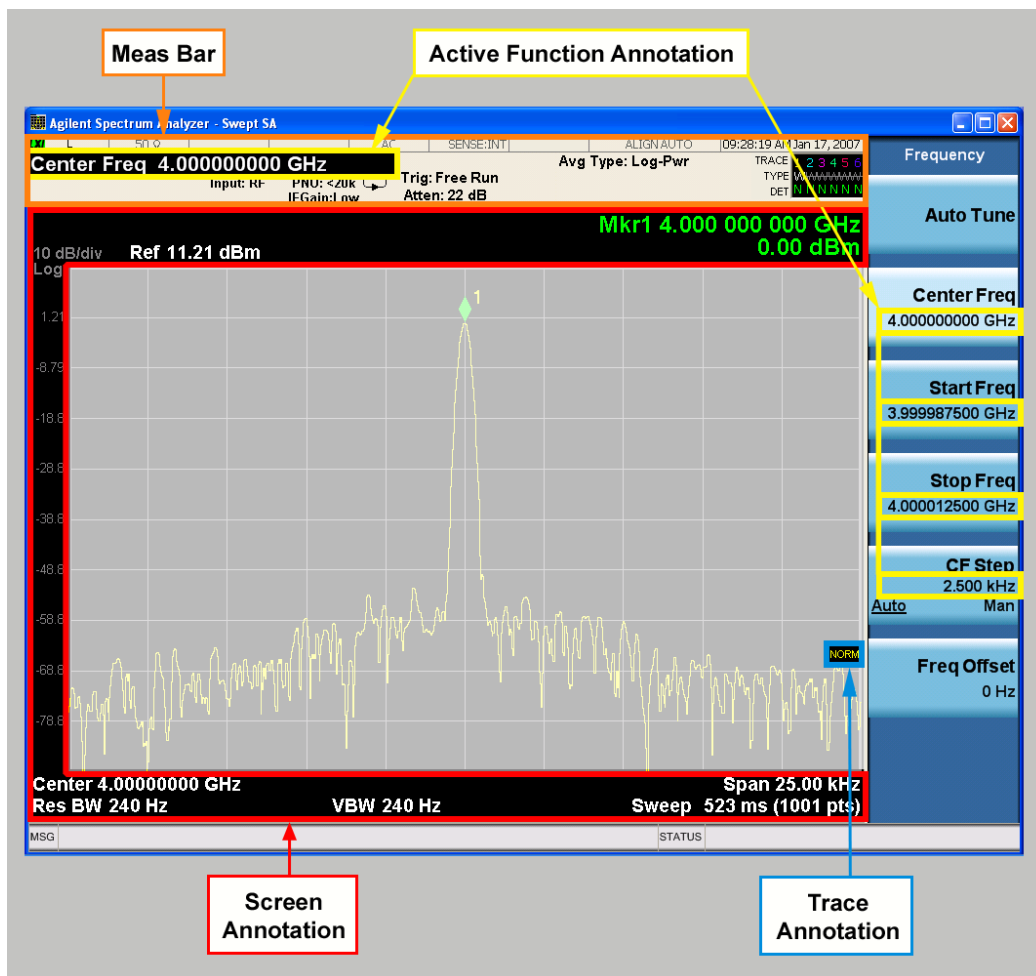 Meas Bar
Active Function Annotation
Agilent Spectrum Analyzer - Swept SA
L 50 Ω AC SENSE:INT ALIGN AUTO 09:28:19 AM Jan 17, 2007
Center Freq 4.000000000 GHz
Input: RF PNO: <20k
IFGain:Low
Trig: Free Run
Atten: 22 dB
Avg Type: Log-Pwr
TRACE 1 2 3 4 5 6
TYPE
DET N N N N N N
Mkr1 4.000 000 000 GHz
0.00 dBm
10 dB/div Ref 11.21 dBm
Log
1
1.21
-8.79
-18.8
-28.8
-38.8
-48.8
-58.8
-68.8
-78.8
NORM
Center 4.00000000 GHz Span 25.00 kHz
Res BW 240 Hz VBW 240 Hz Sweep 523 ms (1001 pts)
MSG STATUS
Frequency
Auto Tune
Center Freq
4.000000000 GHz
Start Freq
3.999987500 GHz
Stop Freq
4.000012500 GHz
CF Step
2.500 kHz
Auto Man
Freq Offset
0 Hz
Screen
Annotation
Trace
Annotation